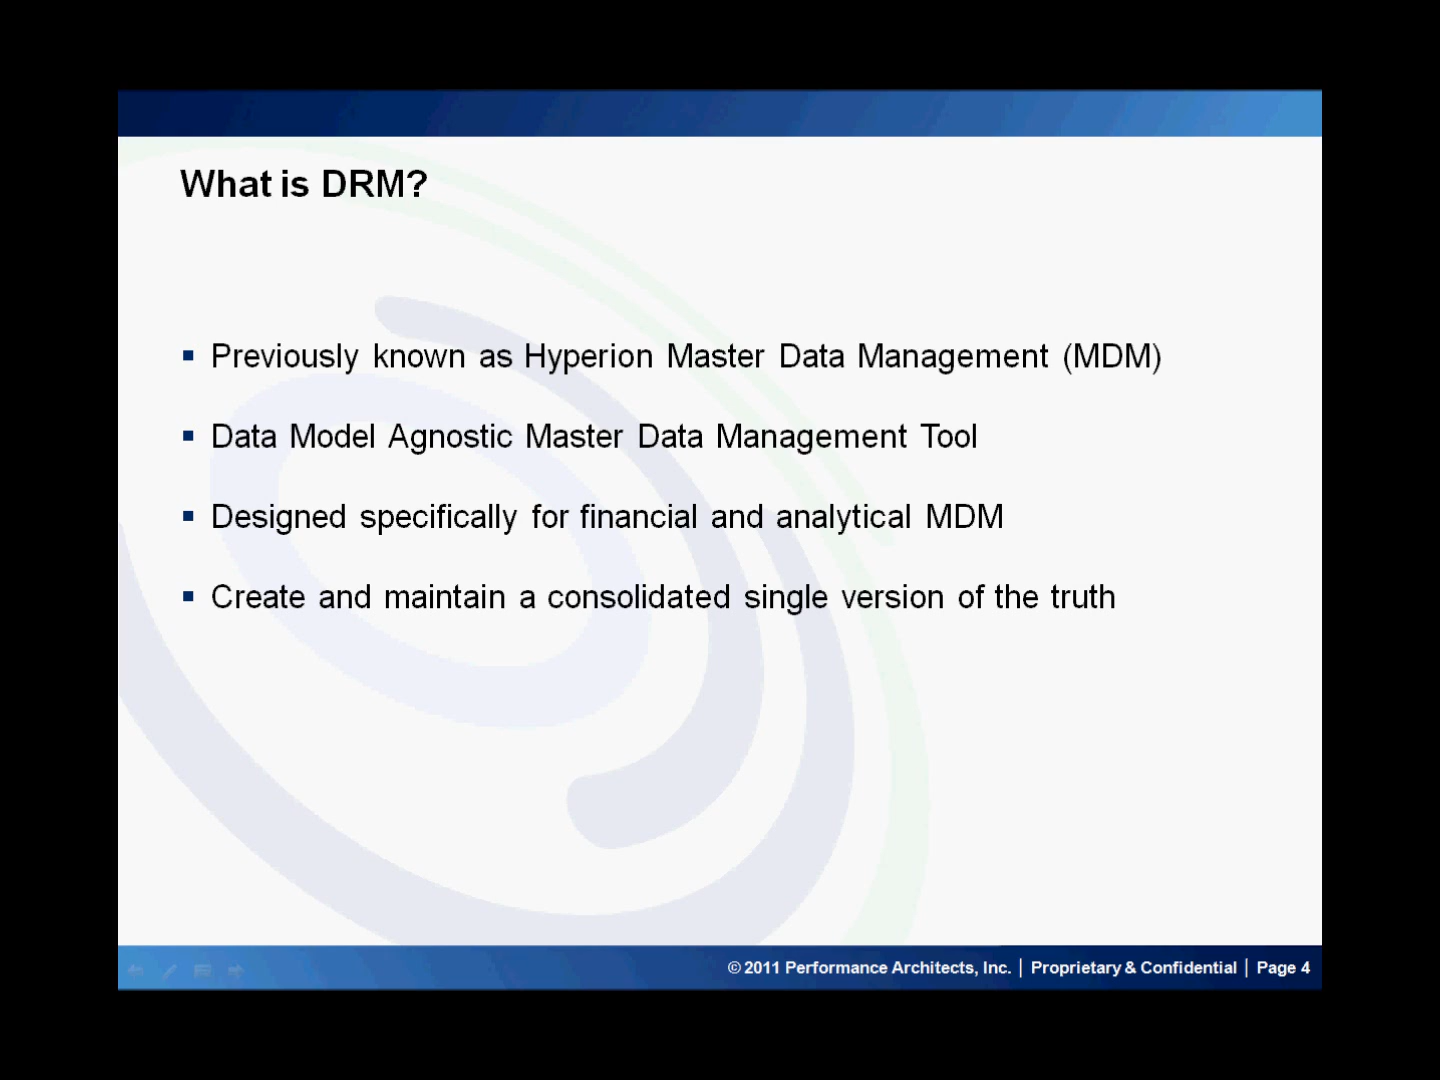 What is DRM?
▪ Previously known as Hyperion Master Data Management (MDM)
▪ Data Model Agnostic Master Data Management Tool
▪ Designed specifically for financial and analytical MDM
▪ Create and maintain a consolidated single version of the truth
© 2011 Performance Architects, Inc. | Proprietary & Confidential | Page 4